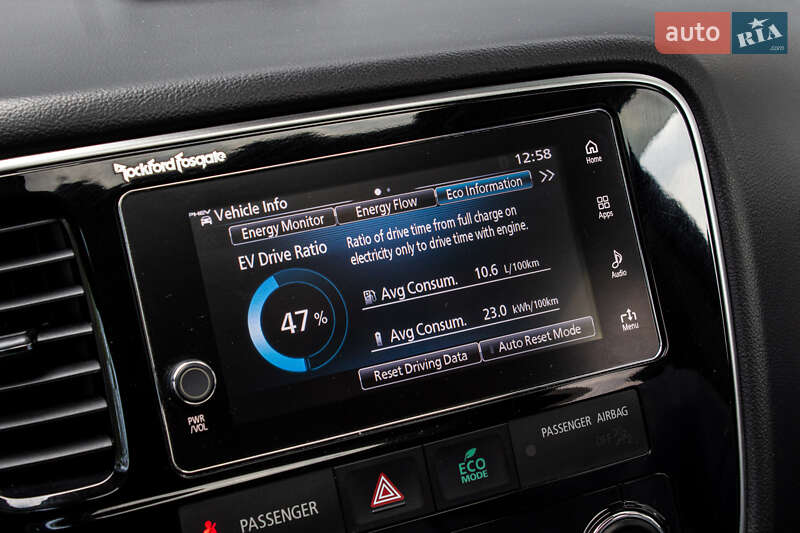 auto RIA
.com
Rockford Fosgate
12:58
PHEV Vehicle Info
Energy Monitor
Energy Flow
Eco Information
EV Drive Ratio
Ratio of drive time from full charge on
electricity only to drive time with engine.
47 %
Avg Consum. 10.6 L/100km
Avg Consum. 23.0 kWh/100km
Reset Driving Data
Auto Reset Mode
Home
Apps
Audio
Menu
PWR
/VOL
PASSENGER
ECO
MODE
PASSENGER AIRBAG
OFF